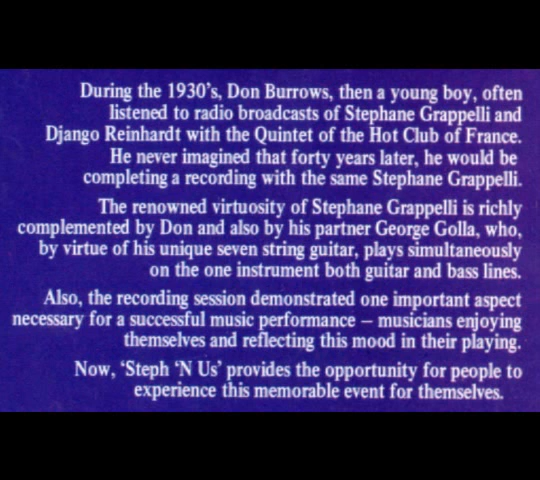 During the 1930's, Don Burrows, then a young boy, often
listened to radio broadcasts of Stephane Grappelli and
Django Reinhardt with the Quintet of the Hot Club of France.
He never imagined that forty years later, he would be
completing a recording with the same Stephane Grappelli.
The renowned virtuosity of Stephane Grappelli is richly
complemented by Don and also by his partner George Golla, who,
by virtue of his unique seven string guitar, plays simultaneously
on the one instrument both guitar and bass lines.
Also, the recording session demonstrated one important aspect
necessary for a successful music performance – musicians enjoying
themselves and reflecting this mood in their playing.
Now, 'Steph 'N Us' provides the opportunity for people to
experience this memorable event for themselves.